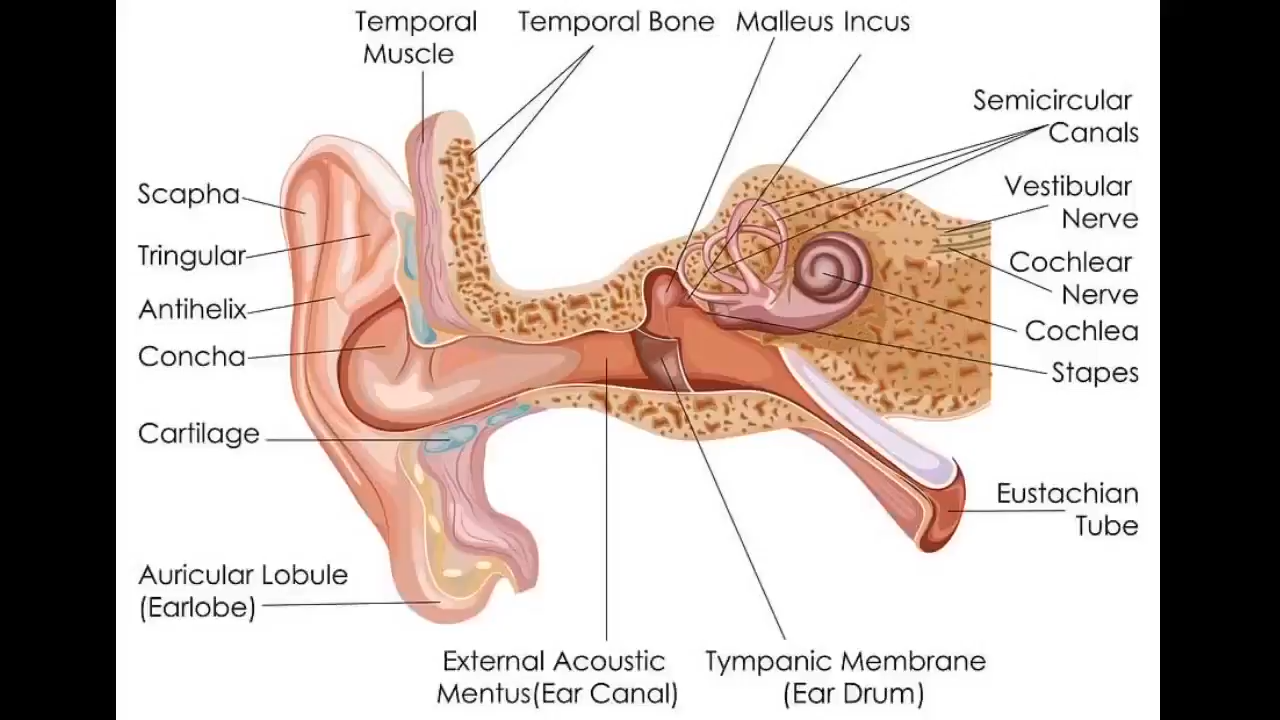 Temporal
Muscle
Temporal Bone
Malleus Incus
Semicircular
Canals
Scapha
Vestibular
Nerve
Tringular
Cochlear
Nerve
Antihelix
Cochlea
Concha
Stapes
Cartilage
Eustachian
Tube
Auricular Lobule
(Earlobe)
External Acoustic
Mentus(Ear Canal)
Tympanic Membrane
(Ear Drum)